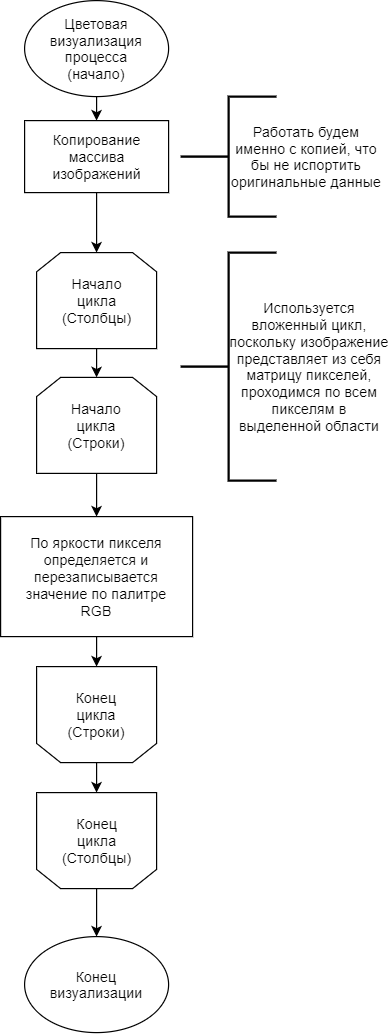 Цветовая
визуализация
процесса
(начало)
Копирование
массива
изображений
Работать будем
именно с копией, что
бы не испортить
оригинальные данные
Начало
цикла
(Столбцы)
Начало
цикла
(Строки)
Используется
вложенный цикл,
поскольку изображение
представляет из себя
матрицу пикселей,
проходимся по всем
пикселям в
выделенной области
По яркости пикселя
определяется и
перезаписывается
значение по палитре
RGB
Конец
цикла
(Строки)
Конец
цикла
(Столбцы)
Конец
визуализации